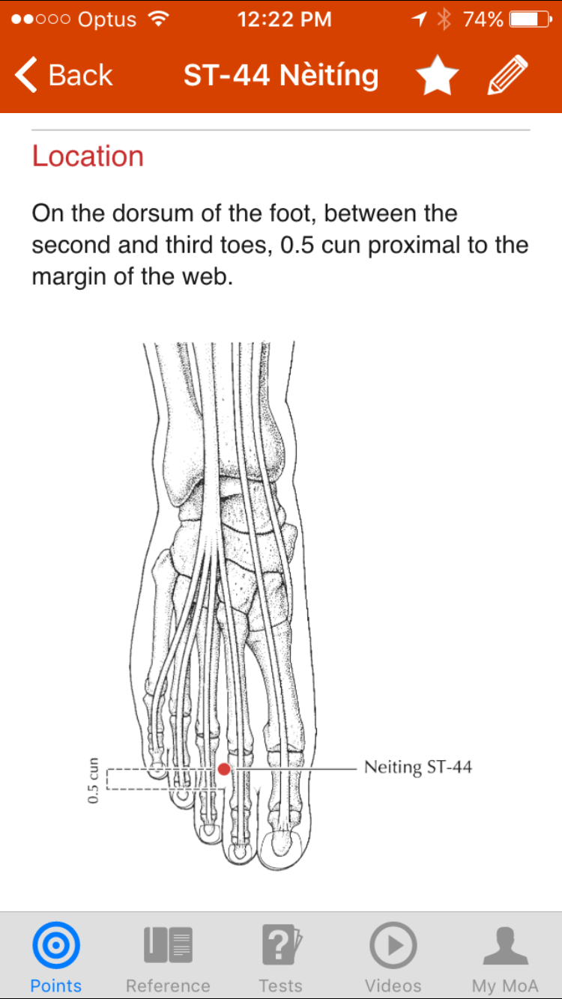 Optus 12:22 PM 74%
Back ST-44 Nèitíng
Location
On the dorsum of the foot, between the
second and third toes, 0.5 cun proximal to the
margin of the web.
0.5 cun
Neiting ST-44
Points Reference Tests Videos My MoA